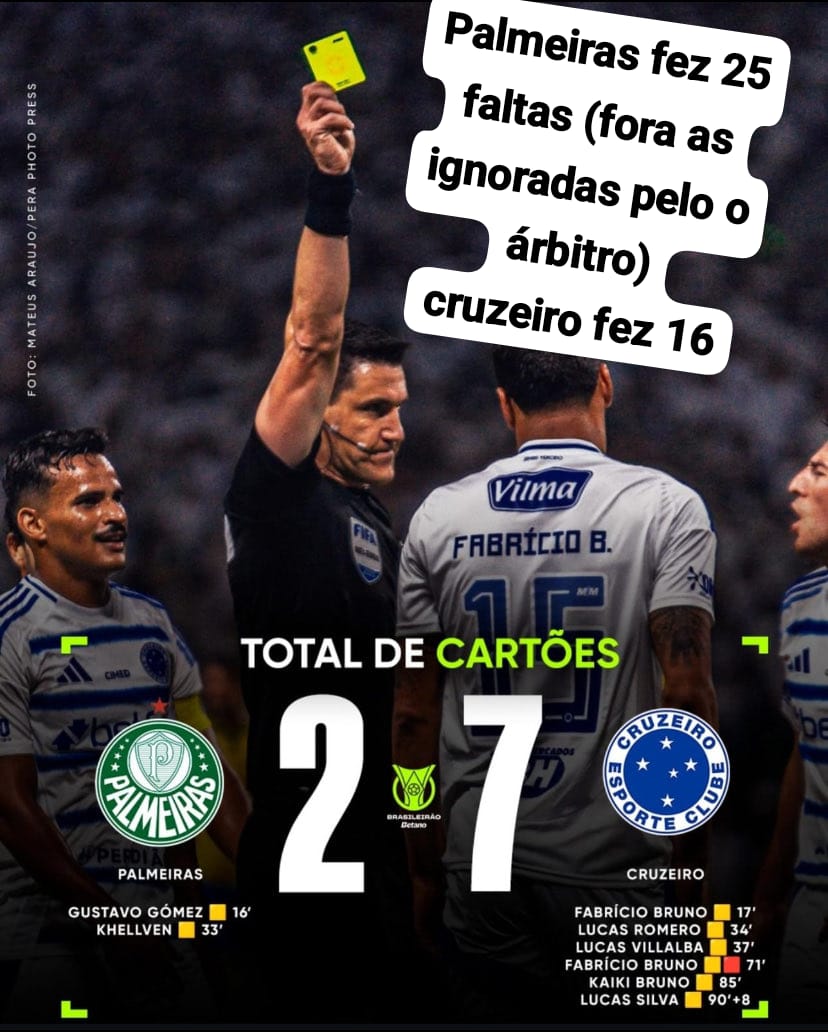 FOTO: MATEUS ARAUJO/PERA PHOTO PRESS
Palmeiras fez 25
faltas (fora as
ignoradas pelo o
árbitro)
cruzeiro fez 16
FIFA
Vilma
FABRÍCIO B.
15
CIMED
TOTAL DE CARTÕES
2 7
PALMEIRAS
BRASILEIRÃO
Betano
CRUZEIRO
ESPORTE CLUBE
PALMEIRAS
CRUZEIRO
GUSTAVO GÓMEZ 16'
KHELLVEN 33'
FABRÍCIO BRUNO 17'
LUCAS ROMERO 34'
LUCAS VILLALBA 37'
FABRÍCIO BRUNO 71'
KAIKI BRUNO 85'
LUCAS SILVA 90'+8